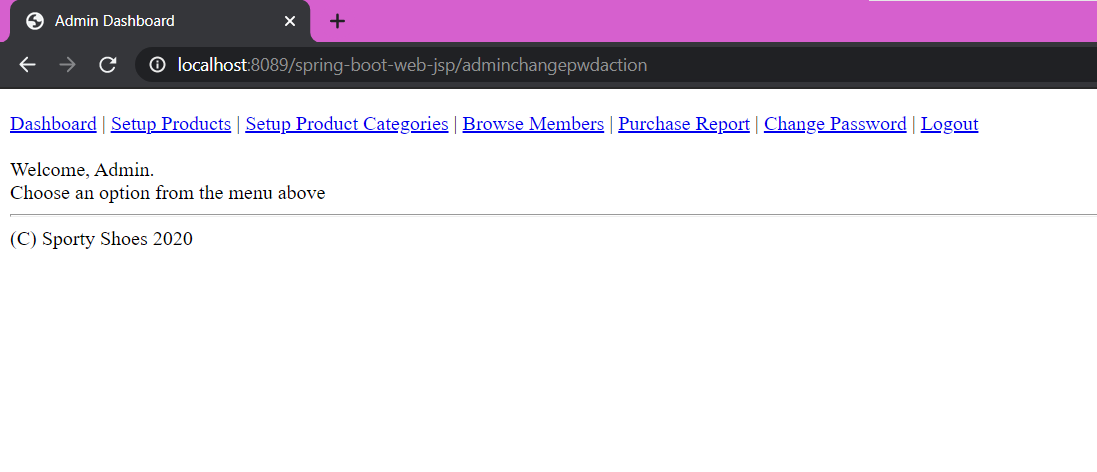 Admin Dashboard
localhost:8089/spring-boot-web-jsp/adminchangepwdaction
Dashboard | Setup Products | Setup Product Categories | Browse Members | Purchase Report | Change Password | Logout
Welcome, Admin.
Choose an option from the menu above
(C) Sporty Shoes 2020